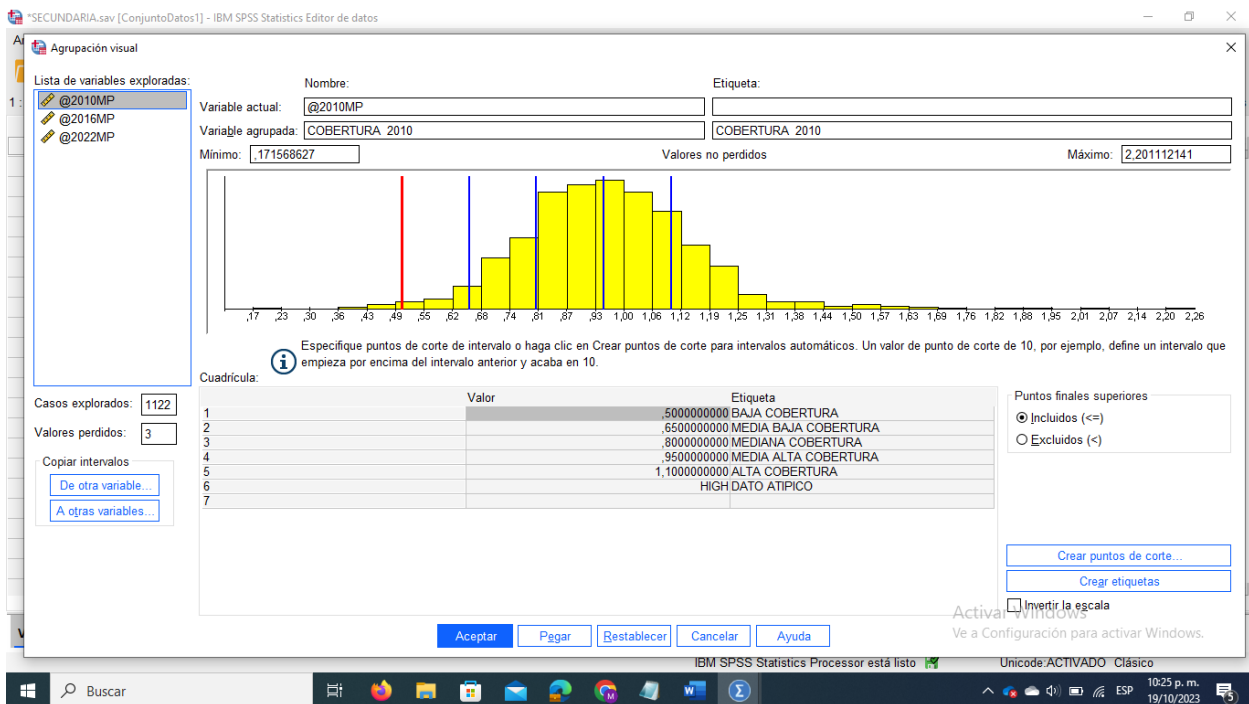 *SECUNDARIA.sav [ConjuntoDatos1] - IBM SPSS Statistics Editor de datos
Agrupación visual
Lista de variables exploradas:
@2010MP
@2016MP
@2022MP
Nombre:
Etiqueta:
Variable actual: @2010MP
Variable agrupada: COBERTURA 2010 COBERTURA 2010
Mínimo: ,171568627 Valores no perdidos Máximo: 2,201112141
,17 ,23 ,30 ,36 ,43 ,49 ,55 ,62 ,68 ,74 ,81 ,87 ,93 1,00 1,06 1,12 1,19 1,25 1,31 1,38 1,44 1,50 1,57 1,63 1,69 1,76 1,82 1,88 1,95 2,01 2,07 2,14 2,20 2,26
Especifique puntos de corte de intervalo o haga clic en Crear puntos de corte para intervalos automáticos. Un valor de punto de corte de 10, por ejemplo, define un intervalo que
empieza por encima del intervalo anterior y acaba en 10.
Cuadrícula:
Valor Etiqueta
1 ,5000000000 BAJA COBERTURA
2 ,6500000000 MEDIA BAJA COBERTURA
3 ,8000000000 MEDIANA COBERTURA
4 ,9500000000 MEDIA ALTA COBERTURA
5 1,1000000000 ALTA COBERTURA
6 HIGH DATO ATIPICO
7
Casos explorados: 1122
Valores perdidos: 3
Copiar intervalos
De otra variable...
A otras variables...
Puntos finales superiores
Incluidos (<=)
Excluidos (<)
Crear puntos de corte...
Crear etiquetas
Invertir la escala
Aceptar Pegar Restablecer Cancelar Ayuda
Activar Windows
Ve a Configuración para activar Windows.
IBM SPSS Statistics Processor está listo Unicode:ACTIVADO Clásico
Buscar
ESP
10:25 p. m.
19/10/2023
5